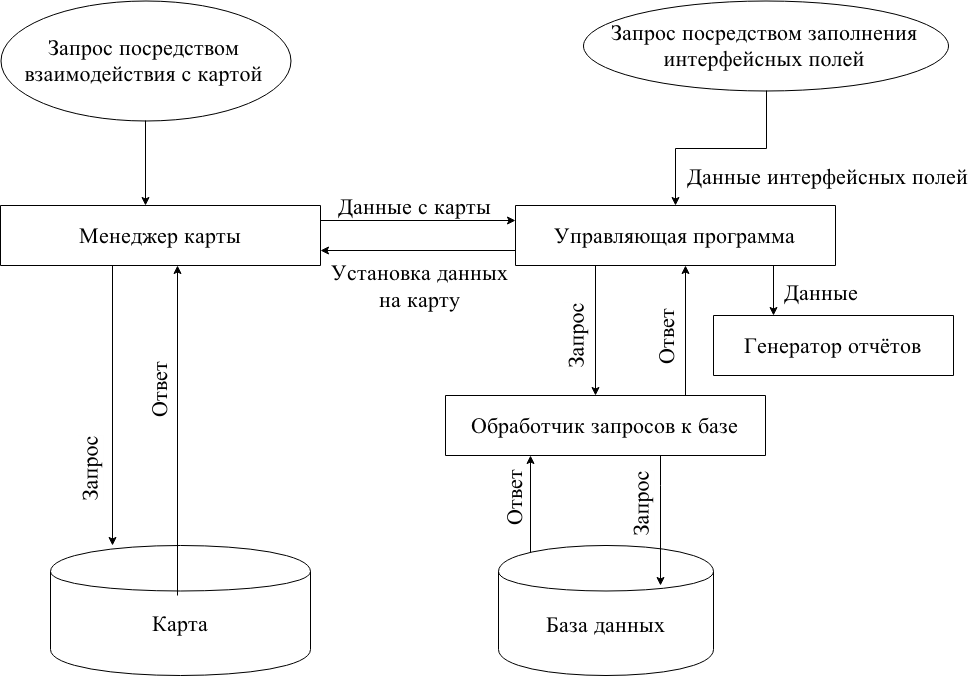 Запрос посредством
взаимодействия с картой
Запрос посредством заполнения
интерфейсных полей
Данные интерфейсных полей
Менеджер карты
Данные с карты
Установка данных
на карту
Управляющая программа
Данные
Генератор отчётов
Запрос
Ответ
Запрос
Ответ
Обработчик запросов к базе
Ответ
Запрос
Карта
База данных